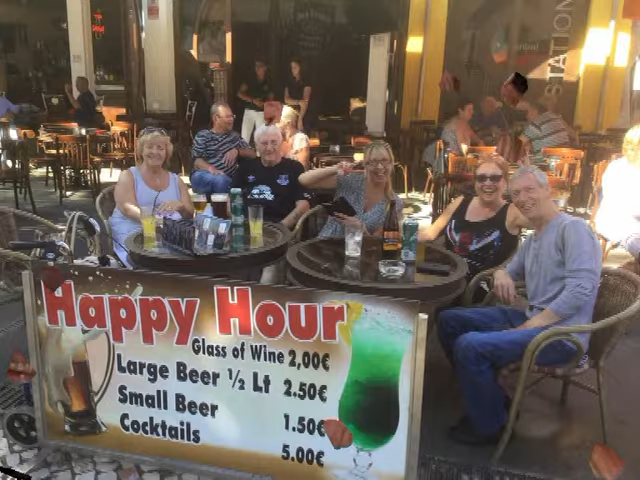 STATION
Happy Hour
Glass of Wine 2,00€
Large Beer ½ Lt 2.50€
Small Beer 1.50€
Cocktails 5.00€